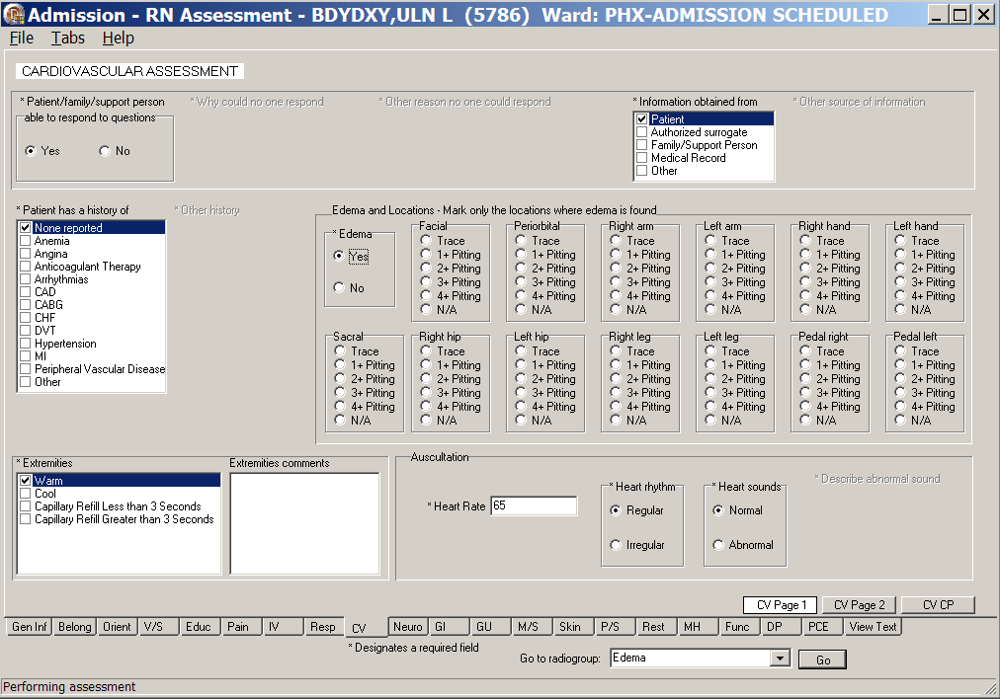 Admission - RN Assessment - BDYDXY,ULN L (5786) Ward: PHX-ADMISSION SCHEDULED
File Tabs Help
CARDIOVASCULAR ASSESSMENT
* Patient/family/support person able to respond to questions
Yes No
* Why could no one respond
* Other reason no one could respond
* Information obtained from
Patient
Authorized surrogate
Family/Support Person
Medical Record
Other
* Other source of information
* Patient has a history of
None reported
Anemia
Angina
Anticoagulant Therapy
Arrhythmias
CAD
CABG
CHF
DVT
Hypertension
MI
Peripheral Vascular Disease
Other
* Other history
Edema and Locations - Mark only the locations where edema is found
* Edema
Yes
No
Facial
Trace
1+ Pitting
2+ Pitting
3+ Pitting
4+ Pitting
N/A
Periorbital
Trace
1+ Pitting
2+ Pitting
3+ Pitting
4+ Pitting
N/A
Right arm
Trace
1+ Pitting
2+ Pitting
3+ Pitting
4+ Pitting
N/A
Left arm
Trace
1+ Pitting
2+ Pitting
3+ Pitting
4+ Pitting
N/A
Right hand
Trace
1+ Pitting
2+ Pitting
3+ Pitting
4+ Pitting
N/A
Left hand
Trace
1+ Pitting
2+ Pitting
3+ Pitting
4+ Pitting
N/A
Sacral
Trace
1+ Pitting
2+ Pitting
3+ Pitting
4+ Pitting
N/A
Right hip
Trace
1+ Pitting
2+ Pitting
3+ Pitting
4+ Pitting
N/A
Left hip
Trace
1+ Pitting
2+ Pitting
3+ Pitting
4+ Pitting
N/A
Right leg
Trace
1+ Pitting
2+ Pitting
3+ Pitting
4+ Pitting
N/A
Left leg
Trace
1+ Pitting
2+ Pitting
3+ Pitting
4+ Pitting
N/A
Pedal right
Trace
1+ Pitting
2+ Pitting
3+ Pitting
4+ Pitting
N/A
Pedal left
Trace
1+ Pitting
2+ Pitting
3+ Pitting
4+ Pitting
N/A
* Extremities
Warm
Cool
Capillary Refill Less than 3 Seconds
Capillary Refill Greater than 3 Seconds
Extremities comments
Auscultation
* Heart Rate 65
* Heart rhythm
Regular
Irregular
* Heart sounds
Normal
Abnormal
* Describe abnormal sound
CV Page 1 CV Page 2 CV CP
Gen Inf Belong Orient V/S Educ Pain IV Resp CV Neuro GI GU M/S Skin P/S Rest MH Func DP PCE View Text
* Designates a required field
Go to radiogroup: Edema Go
Performing assessment